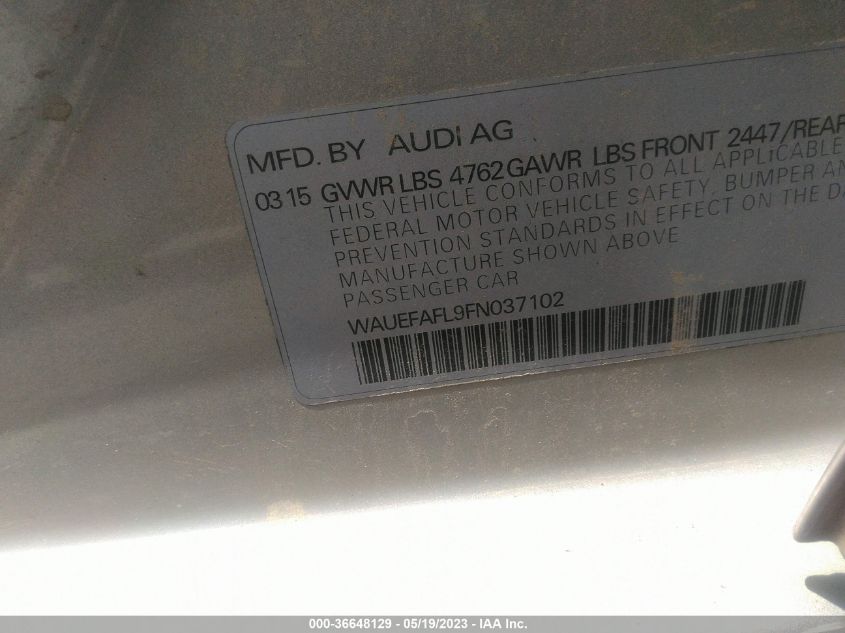 MFD. BY AUDI AG
03 15 GVWR LBS 4762 GAWR LBS FRONT 2447/REAR
THIS VEHICLE CONFORMS TO ALL APPLICABLE
FEDERAL MOTOR VEHICLE SAFETY, BUMPER AN
PREVENTION STANDARDS IN EFFECT ON THE DA
MANUFACTURE SHOWN ABOVE
PASSENGER CAR
WAUEFAFL9FN037102
000-36648129 - 05/19/2023 - IAA Inc.